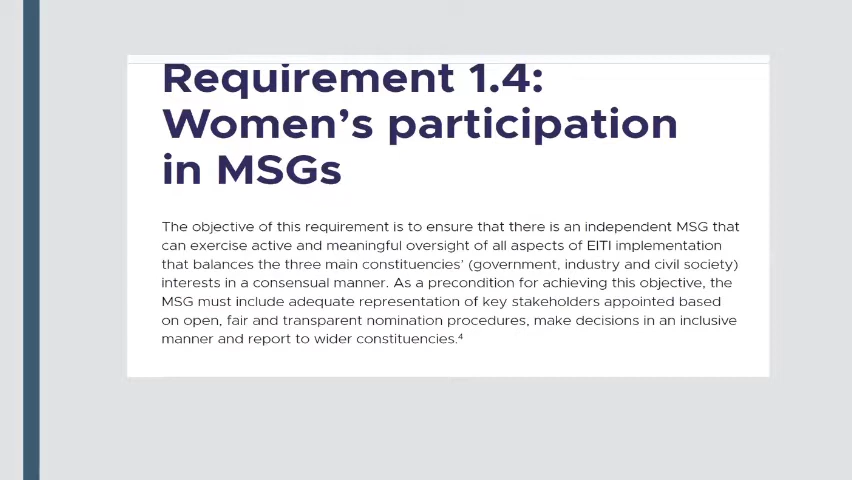 Requirement 1.4:
Women’s participation
in MSGs
The objective of this requirement is to ensure that there is an independent MSG that
can exercise active and meaningful oversight of all aspects of EITI implementation
that balances the three main constituencies’ (government, industry and civil society)
interests in a consensual manner. As a precondition for achieving this objective, the
MSG must include adequate representation of key stakeholders appointed based
on open, fair and transparent nomination procedures, make decisions in an inclusive
manner and report to wider constituencies.⁴